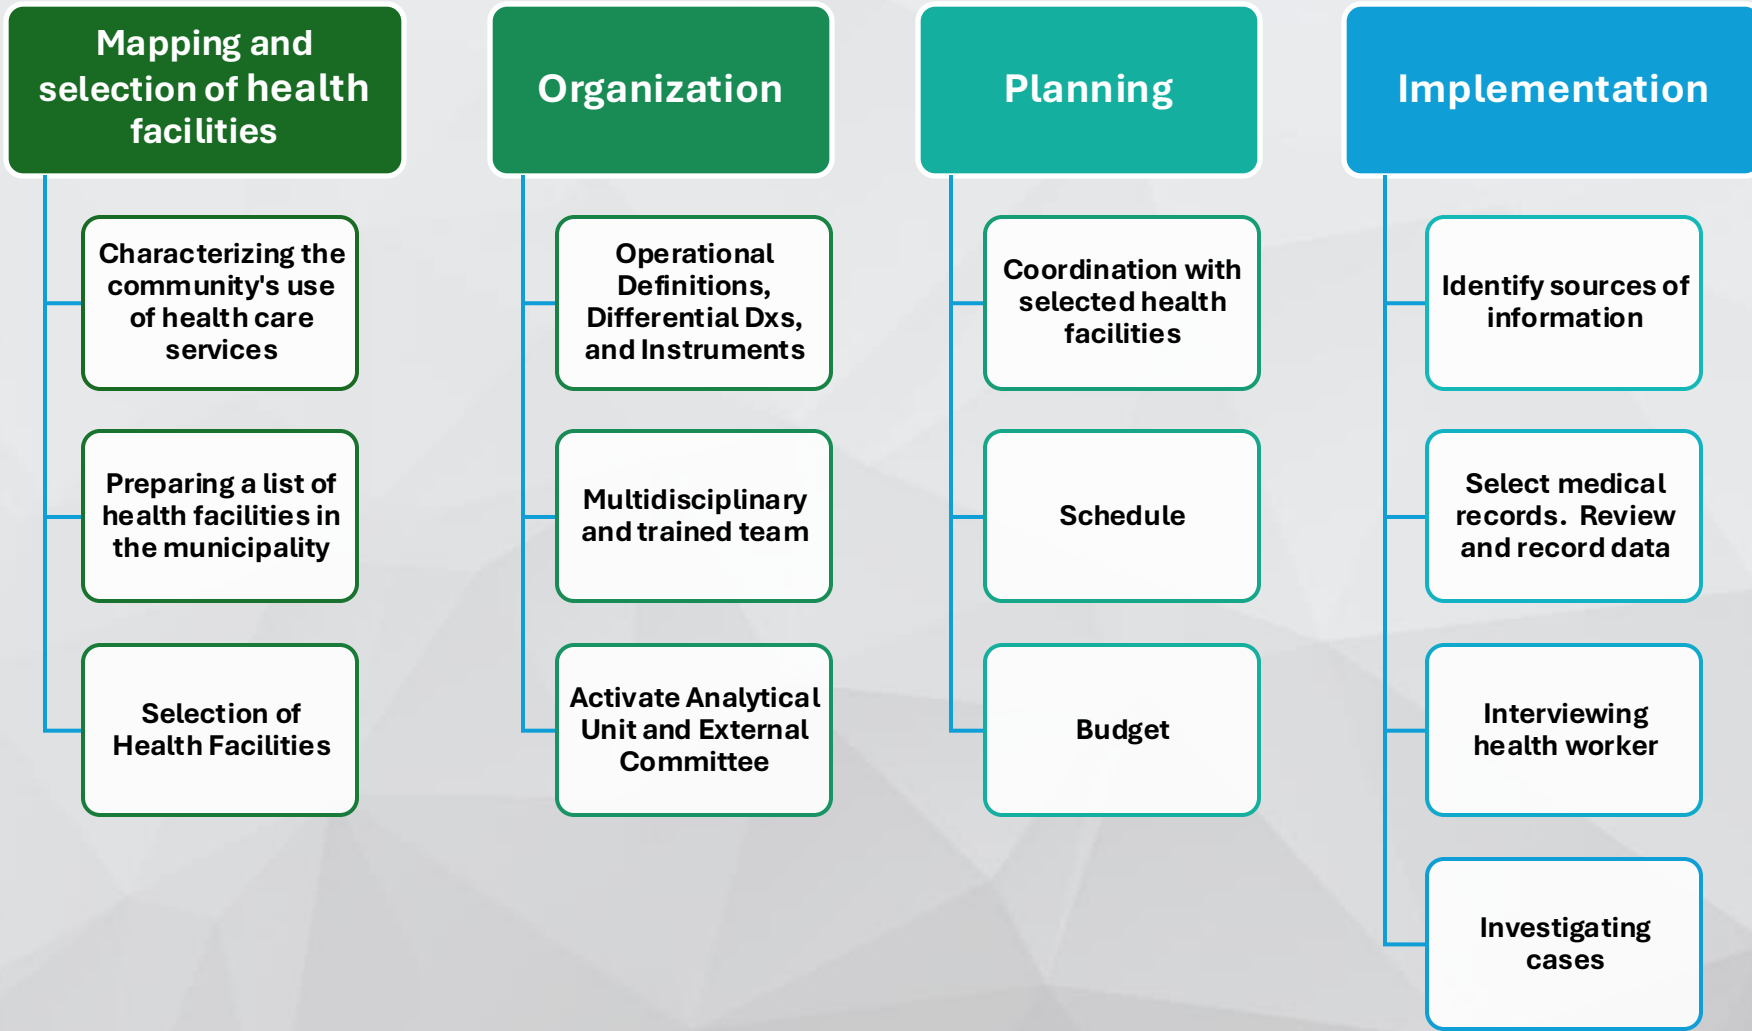 Mapping and
selection of health
facilities
Characterizing the
community's use
of health care
services
Preparing a list of
health facilities in
the municipality
Selection of
Health Facilities
Organization
Operational
Definitions,
Differential Dxs,
and Instruments
Multidisciplinary
and trained team
Activate Analytical
Unit and External
Committee
Planning
Coordination with
selected health
facilities
Schedule
Budget
Implementation
Identify sources of
information
Select medical
records.  Review
and record data
Interviewing
health worker
Investigating
cases